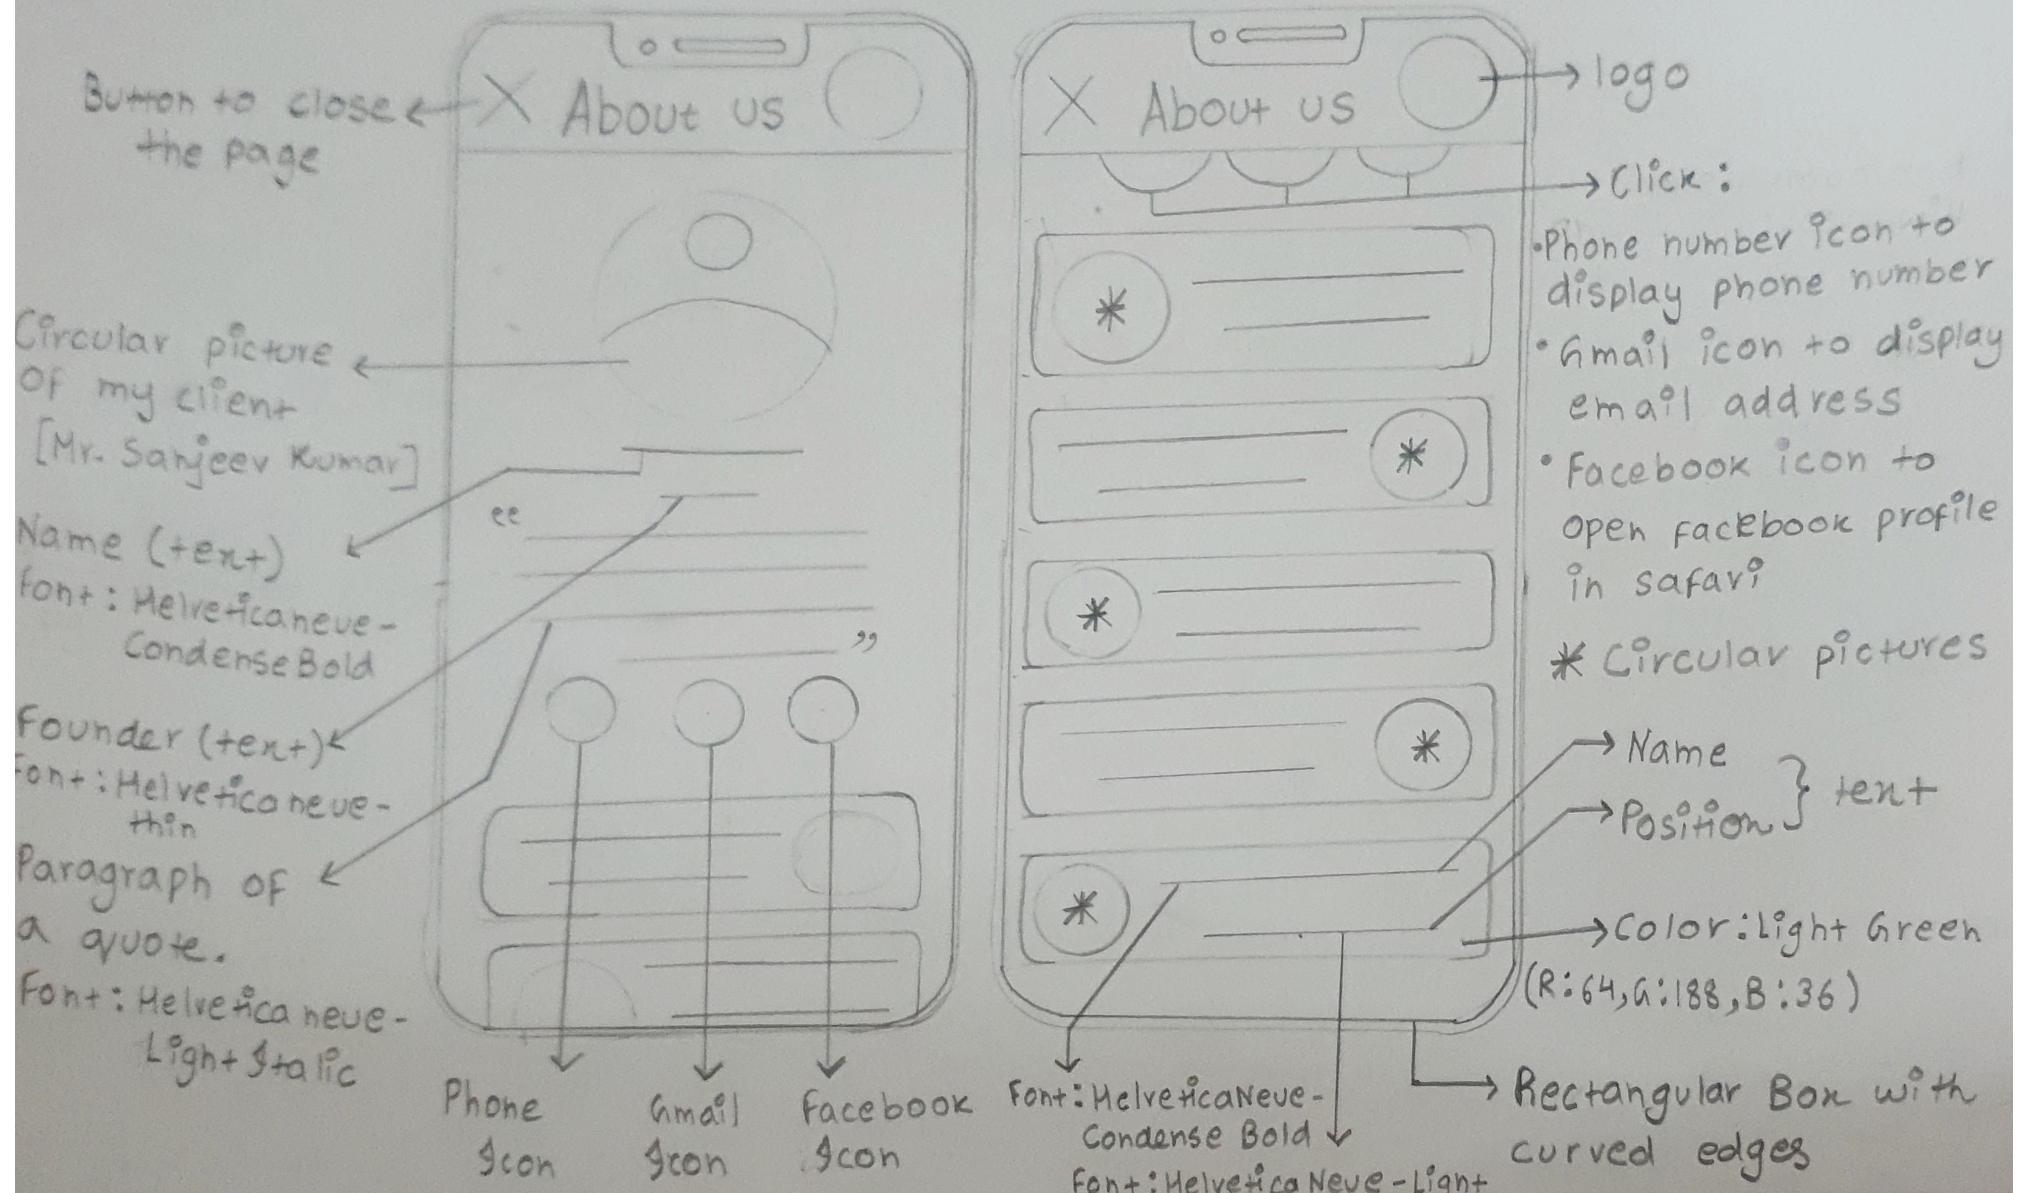 Button to close
the page
About us
About us
logo
Click:
•Phone number icon to
display phone number
• Gmail icon to display
email address
• Facebook icon to
open facebook profile
in safari
* Circular pictures
Circular picture
of my client
[Mr. Sanjeev Kumar]
Name (text)
Font: Helveticaneue-
Condense Bold
Founder (text)
Font: Helveticaneue-
thin
Paragraph of
a quote.
Font: Helveticaneue-
Light Italic
“
”
*
*
*
*
*
Name
Position } text
Color: Light Green
(R:64, G:188, B:36)
Phone
Icon
Gmail
Icon
Facebook
Icon
Font: HelveticaNeue-
Condense Bold
Font: Helvetica Neue-Light
Rectangular Box with
curved edges